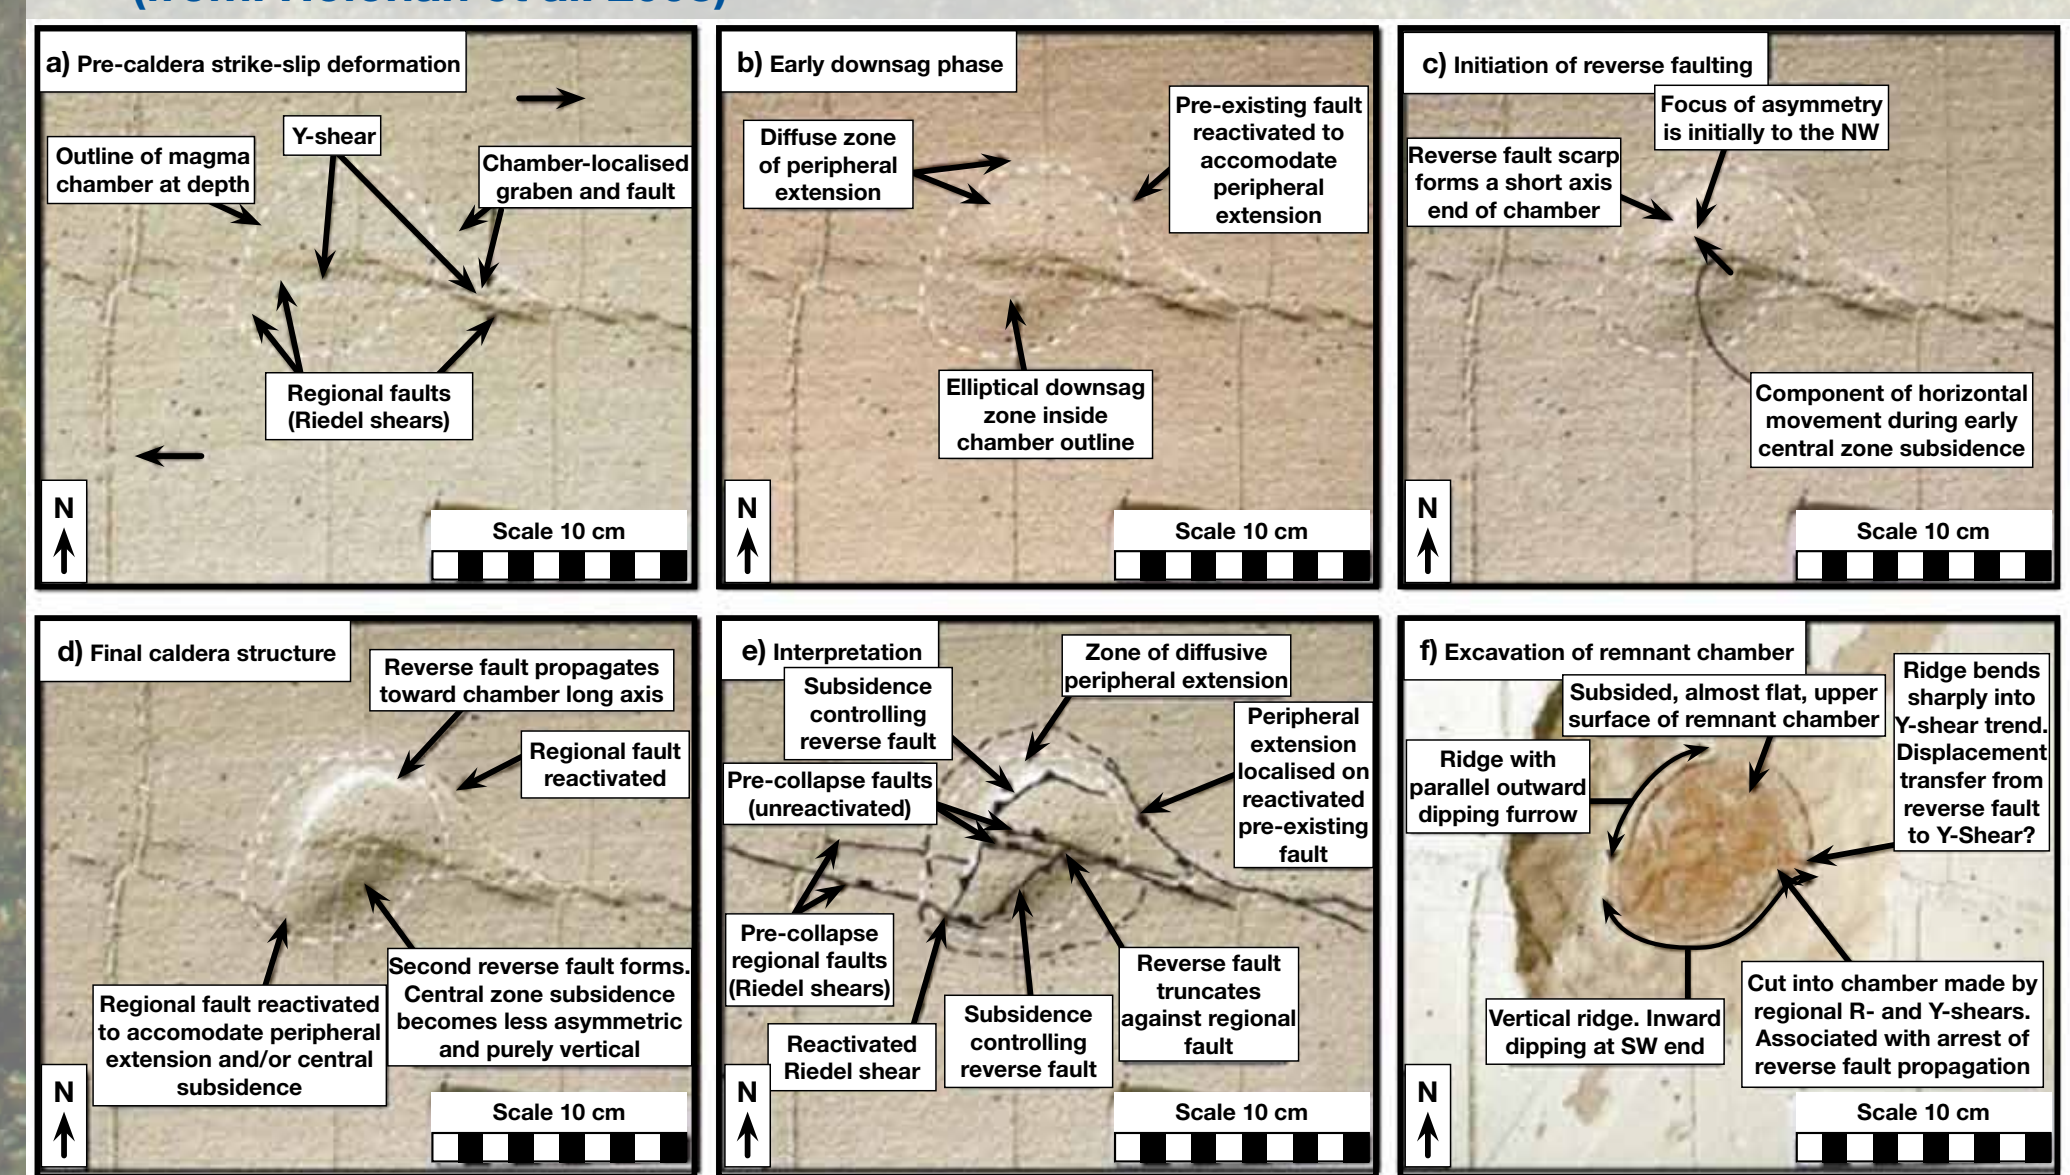 a) Pre-caldera strike-slip deformation
Y-shear
Outline of magma
chamber at depth
Chamber-localised
graben and fault
Regional faults
(Riedel shears)
N
Scale 10 cm
b) Early downsag phase
Diffuse zone
of peripheral
extension
Pre-existing fault
reactivated to
accomodate
peripheral
extension
Elliptical downsag
zone inside
chamber outline
N
Scale 10 cm
c) Initiation of reverse faulting
Focus of asymmetry
is initially to the NW
Reverse fault scarp
forms a short axis
end of chamber
Component of horizontal
movement during early
central zone subsidence
N
Scale 10 cm
d) Final caldera structure
Reverse fault propagates
toward chamber long axis
Regional fault
reactivated
Regional fault reactivated
to accomodate peripheral
extension and/or central
subsidence
Second reverse fault forms.
Central zone subsidence
becomes less asymmetric
and purely vertical
N
Scale 10 cm
e) Interpretation
Zone of diffusive
peripheral extension
Subsidence
controlling
reverse fault
Pre-collapse faults
(unreactivated)
Peripheral
extension
localised on
reactivated
pre-existing
fault
Pre-collapse
regional faults
(Riedel shears)
Reactivated
Riedel shear
Subsidence
controlling
reverse fault
Reverse fault
truncates
against regional
fault
N
Scale 10 cm
f) Excavation of remnant chamber
Subsided, almost flat, upper
surface of remnant chamber
Ridge with
parallel outward
dipping furrow
Ridge bends
sharply into
Y-shear trend.
Displacement
transfer from
reverse fault
to Y-Shear?
Vertical ridge. Inward
dipping at SW end
Cut into chamber made by
regional R- and Y-shears.
Associated with arrest of
reverse fault propagation
N
Scale 10 cm